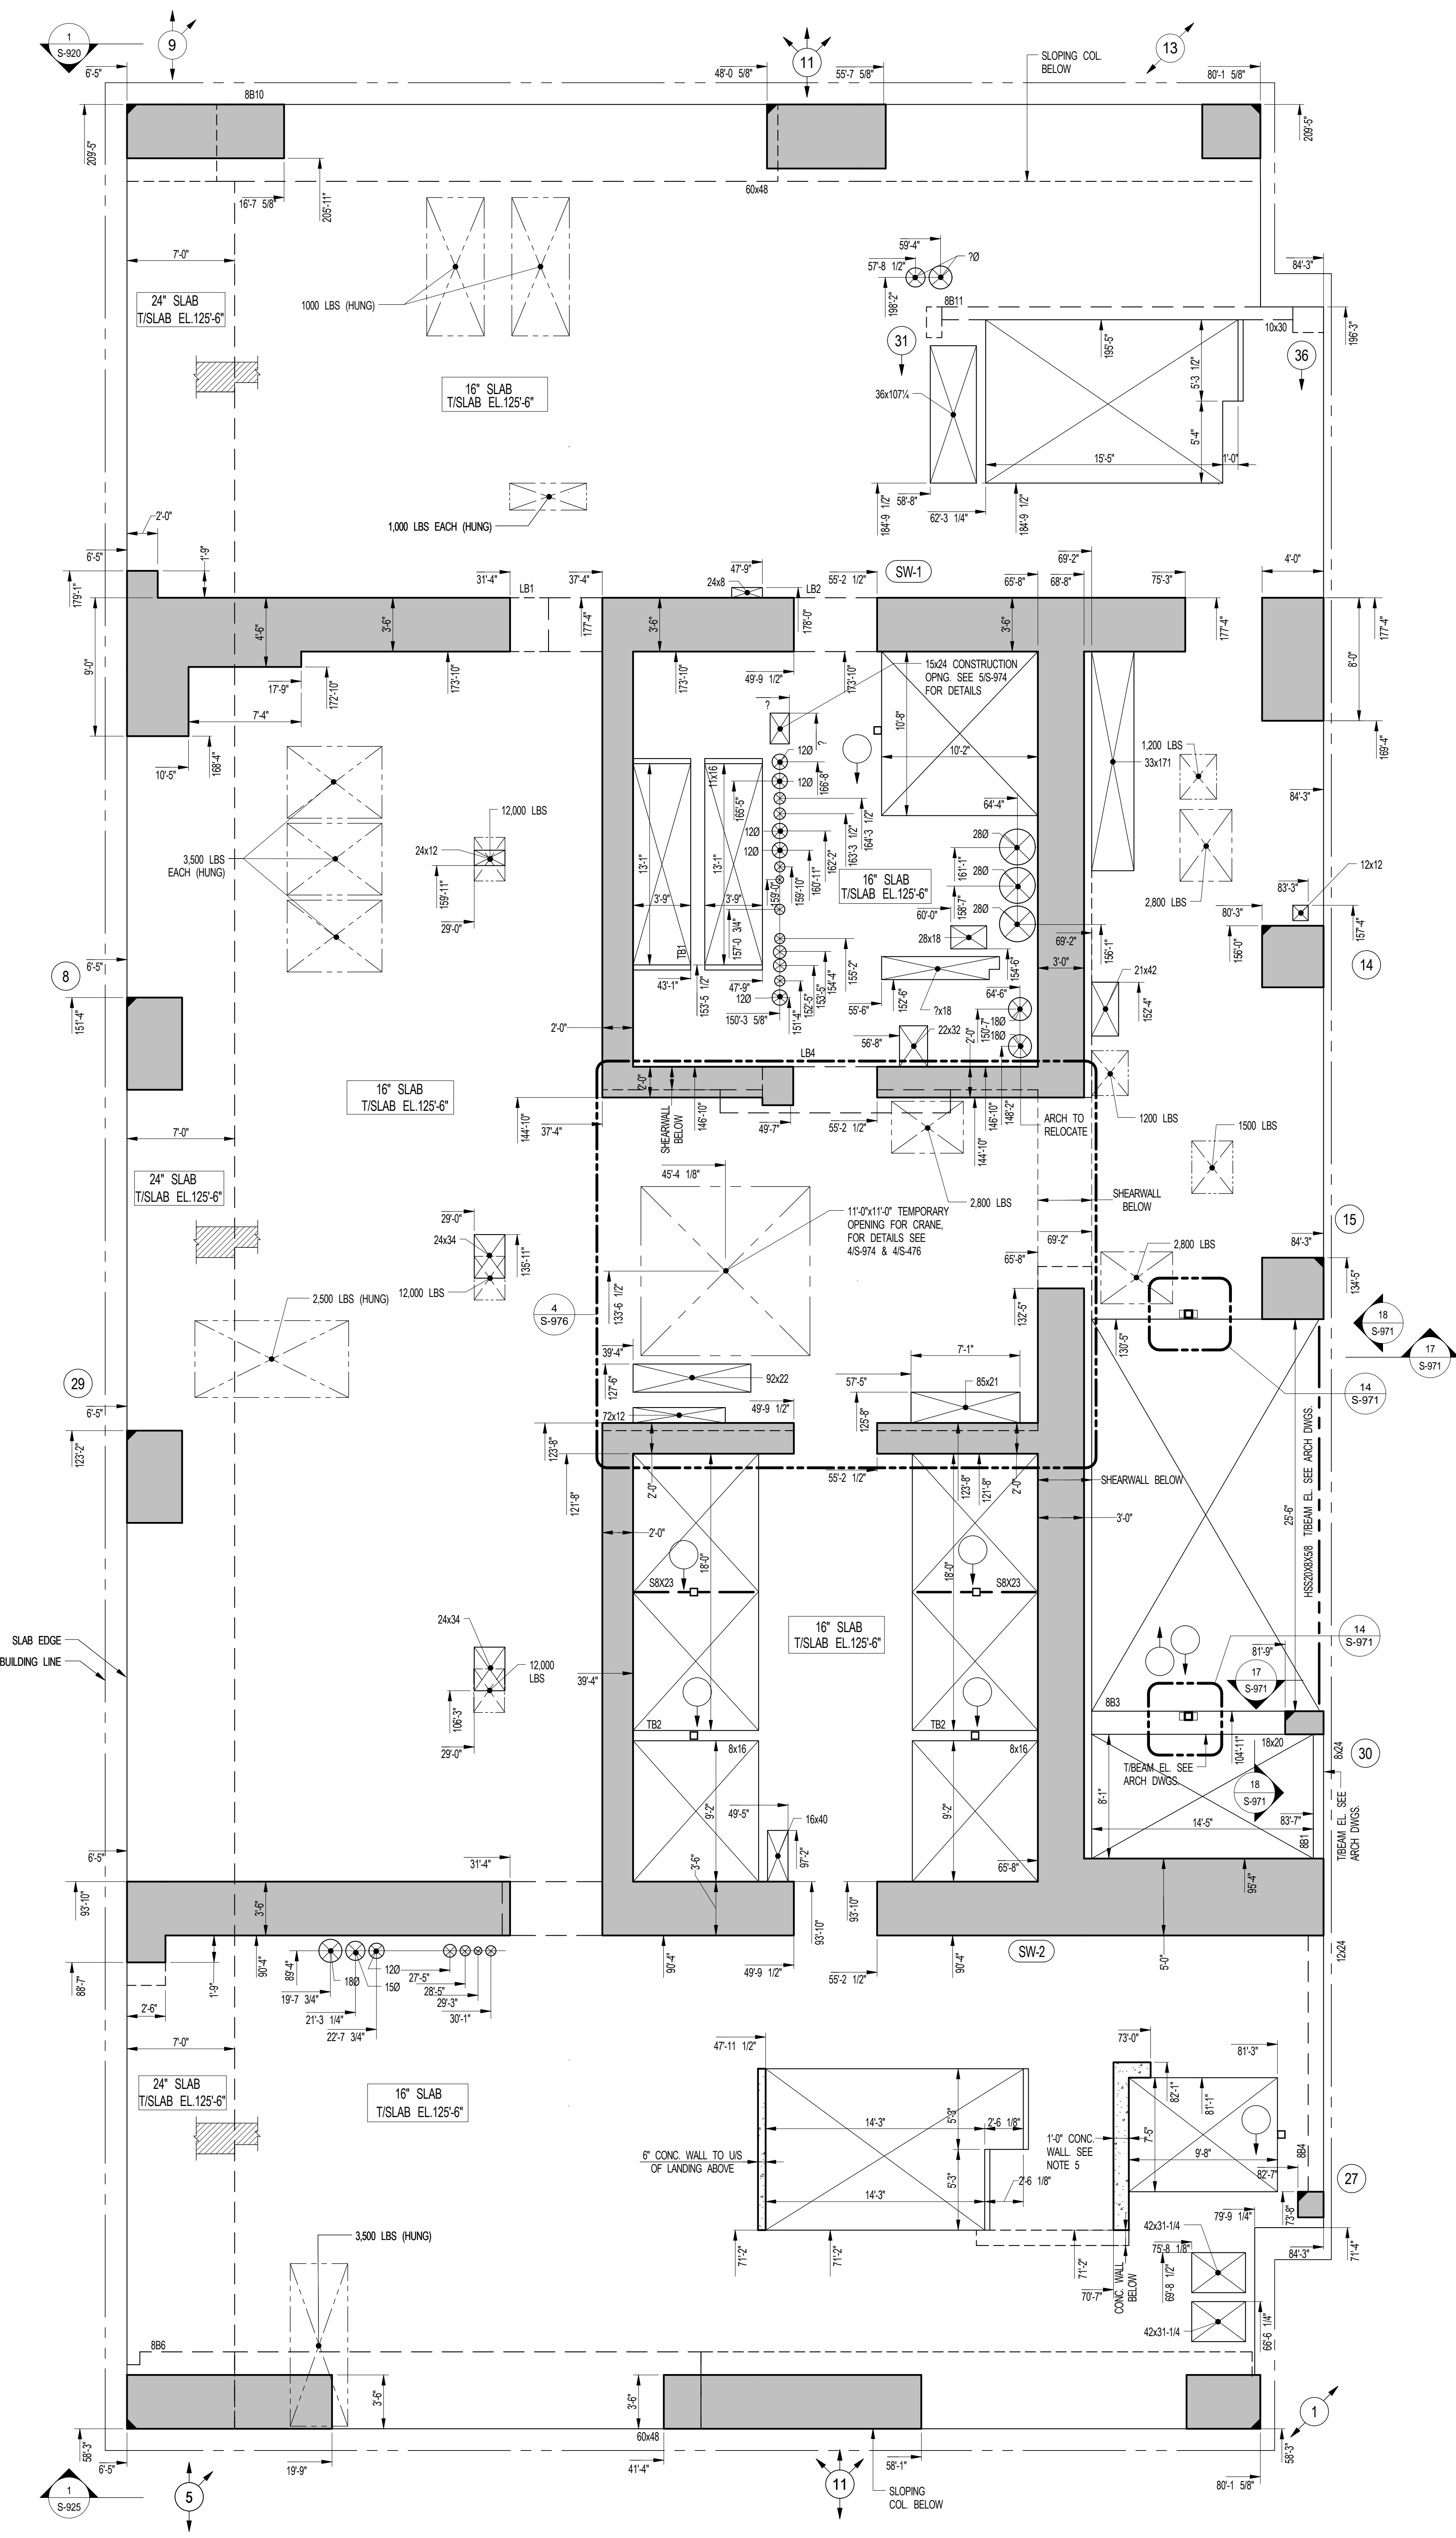 1
S-920
9
11
13
6'-5"
48'-0 5/8"
55'-7 5/8"
SLOPING COL.
BELOW
80'-1 5/8"
8B10
209'-5"
209'-5"
60x48
16'-7 5/8"
205'-11"
7'-0"
24" SLAB
T/SLAB EL.125'-6"
1000 LBS (HUNG)
59'-4"
?Ø
57'-8 1/2"
198'-2"
84'-3"
8B11
10x30
196'-3"
31
36
195'-5"
5'-3 1/2"
16" SLAB
T/SLAB EL.125'-6"
36x107¼
5'-4"
15'-5"
1'-0"
58'-8"
62'-3 1/4"
184'-9 1/2"
184'-9 1/2"
1,000 LBS EACH (HUNG)
2'-0"
6'-5"
1'-9"
179'-1"
31'-4"
37'-4"
47'-9"
24x8
LB1
LB2
55'-2 1/2"
SW-1
69'-2"
65'-8"
68'-8"
75'-3"
4'-0"
9'-0"
4'-6"
3'-6"
177'-4"
3'-6"
178'-0"
3'-6"
177'-4"
8'-0"
177'-4"
17'-9"
172'-10"
173'-10"
173'-10"
49'-9 1/2"
173'-10"
15x24 CONSTRUCTION
OPNG. SEE 5/S-974
FOR DETAILS
7'-4"
10'-5"
168'-4"
?
?
10'-8"
10'-2"
169'-4"
1,200 LBS
33x171
84'-3"
12Ø
12Ø
166'-8"
11x16
165'-5"
164'-3 1/2"
163'-3 1/2"
64'-4"
12Ø
12Ø
162'-2"
160'-11"
28Ø
28Ø
28Ø
161'-1"
158'-7"
12,000 LBS
24x12
3,500 LBS
EACH (HUNG)
159'-11"
29'-0"
13'-1"
13'-1"
3'-9"
3'-9"
159'-0"
159'-10"
16" SLAB
T/SLAB EL.125'-6"
157'-0 3/4"
60'-0"
28x18
2,800 LBS
12x12
83'-3"
80'-3"
157'-4"
156'-0"
14
8
6'-5"
151'-4"
TB1
43'-1"
153'-5 1/2"
47'-9"
12Ø
150'-3 5/8"
151'-4"
152'-5"
153'-5"
154'-4"
155'-2"
55'-6"
152'-6"
?x18
154'-6"
64'-6"
69'-2"
3'-0"
156'-1"
21x42
152'-4"
2'-0"
56'-8"
22x32
150'-7"
18Ø
18Ø
2'-0"
LB4
16" SLAB
T/SLAB EL.125'-6"
144'-10"
37'-4"
2'-0"
SHEARWALL
BELOW
146'-10"
49'-7"
55'-2 1/2"
144'-10"
146'-10"
148'-2"
ARCH TO
RELOCATE
1200 LBS
1500 LBS
7'-0"
24" SLAB
T/SLAB EL.125'-6"
45'-4 1/8"
2,800 LBS
SHEARWALL
BELOW
11'-0"x11'-0" TEMPORARY
OPENING FOR CRANE,
FOR DETAILS SEE
4/S-974 & 4/S-476
69'-2"
65'-8"
15
84'-3"
134'-5"
29'-0"
24x34
135'-11"
12,000 LBS
2,800 LBS
2,500 LBS (HUNG)
4
S-976
133'-6 1/2"
132'-5"
130'-5"
18
S-971
17
S-971
14
S-971
29
6'-5"
123'-2"
39'-4"
127'-6"
92x22
72x12
49'-9 1/2"
57'-5"
7'-1"
85x21
125'-8"
123'-8"
121'-8"
2'-0"
55'-2 1/2"
123'-8"
121'-8"
2'-0"
SHEARWALL BELOW
HSS20X8X5/8 T/BEAM EL. SEE ARCH DWGS.
25'-6"
2'-0"
18'-0"
18'-0"
3'-0"
S8X23
S8X23
SLAB EDGE
BUILDING LINE
24x34
12,000
LBS
106'-3"
29'-0"
39'-4"
16" SLAB
T/SLAB EL.125'-6"
14
S-971
81'-9"
17
S-971
8B3
TB2
TB2
8x16
8x16
104'-11"
18x20
T/BEAM EL. SEE
ARCH DWGS.
8x24
30
18
S-971
8'-1"
14'-5"
83'-7"
8B1
T/BEAM EL. SEE
ARCH DWGS.
9'-2"
49'-5"
16x40
97'-2"
9'-2"
65'-8"
6'-5"
93'-10"
31'-4"
3'-6"
3'-6"
93'-10"
93'-10"
95'-4"
5'-0"
88'-7"
1'-9"
90'-4"
89'-4"
18Ø
15Ø
12Ø
27'-5"
28'-5"
29'-3"
30'-1"
19'-7 3/4"
21'-3 1/4"
22'-7 3/4"
90'-4"
49'-9 1/2"
55'-2 1/2"
90'-4"
SW-2
12x24
2'-6"
7'-0"
24" SLAB
T/SLAB EL.125'-6"
16" SLAB
T/SLAB EL.125'-6"
47'-11 1/2"
73'-0"
82'-1"
81'-3"
81'-1"
14'-3"
5'-3"
2'-6 1/8"
1'-0" CONC.
WALL. SEE
NOTE 5
7'-5"
9'-8"
8B4
6" CONC. WALL TO U/S
OF LANDING ABOVE
14'-3"
5'-3"
2'-6 1/8"
82'-7"
27
73'-8"
79'-9 1/4"
3,500 LBS (HUNG)
71'-2"
71'-2"
71'-2"
70'-7"
CONC. WALL
BELOW
42x31-1/4
75'-8 1/8"
69'-8 1/2"
84'-3"
71'-4"
42x31-1/4
66'-6 1/4"
8B6
3'-6"
3'-6"
60x48
58'-3"
6'-5"
19'-9"
41'-4"
58'-1"
1
58'-3"
80'-1 5/8"
1
S-925
5
11
SLOPING
COL. BELOW